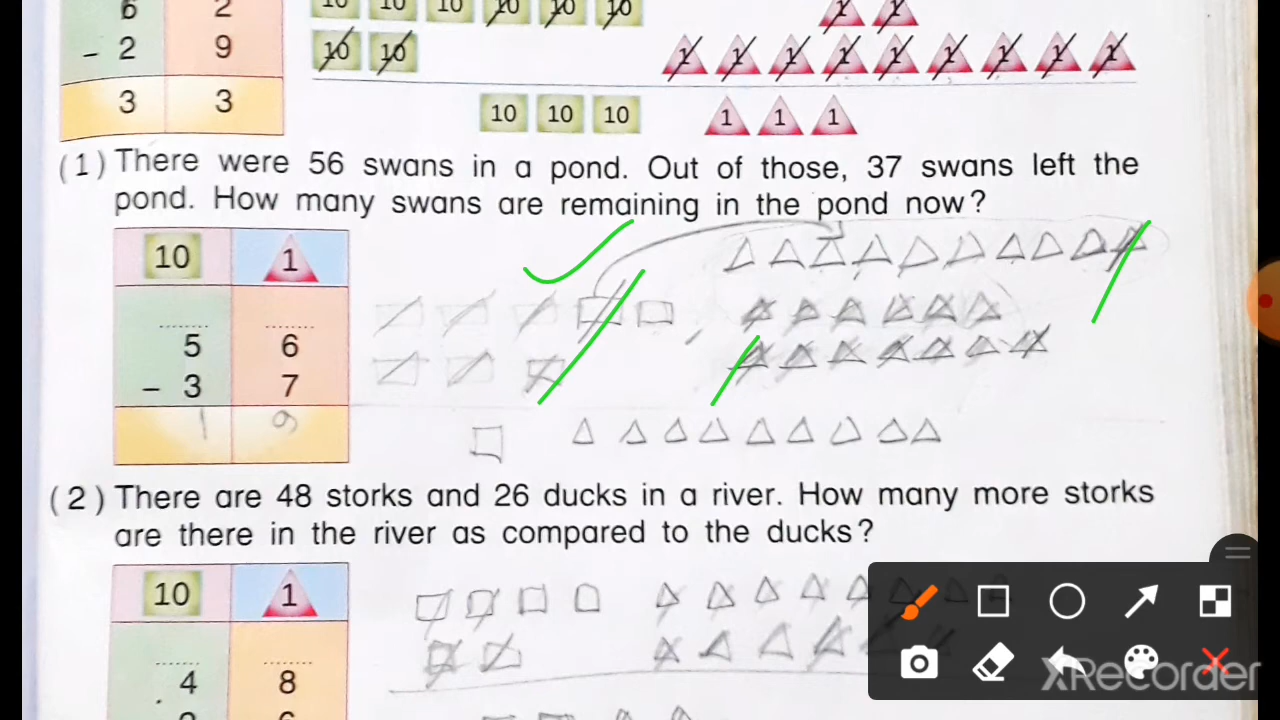 6 2
10 10 10 10 10 10 1 1
- 2 9
10 10 1 1 1 1 1 1 1 1 1
3 3
10 10 10 1 1 1
(1) There were 56 swans in a pond. Out of those, 37 swans left the
pond. How many swans are remaining in the pond now?
10 1
5 6
- 3 7
1 9
(2) There are 48 storks and 26 ducks in a river. How many more storks
are there in the river as compared to the ducks?
10 1
4 8
XRecorder